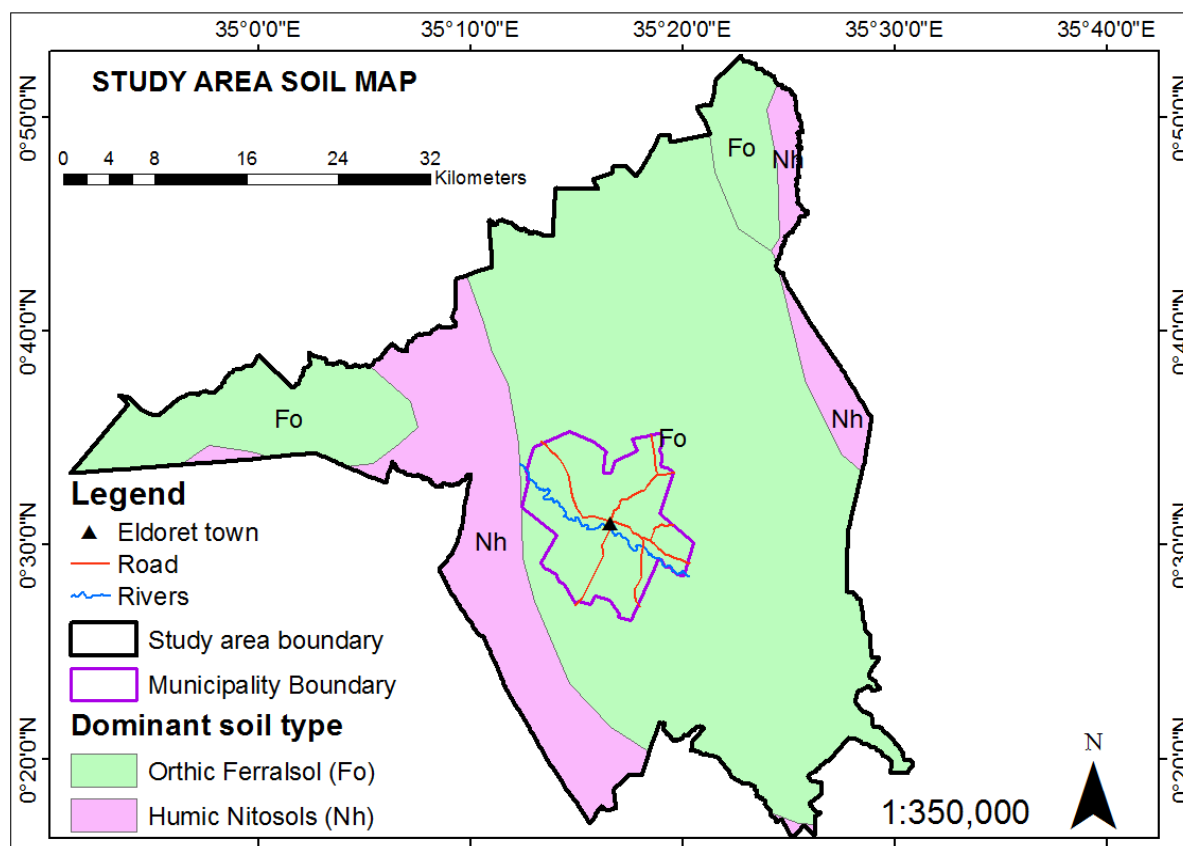 35°0'0"E 35°10'0"E 35°20'0"E 35°30'0"E 35°40'0"E
STUDY AREA SOIL MAP
0 4 8 16 24 32
Kilometers
0°50'0"N
0°50'0"N
Fo
Nh
0°40'0"N
0°40'0"N
Fo
Nh
Fo
Nh
0°30'0"N
0°30'0"N
Legend
Eldoret town
Road
Rivers
Study area boundary
Municipality Boundary
Dominant soil type
Orthic Ferralsol (Fo)
Humic Nitosols (Nh)
0°20'0"N
0°20'0"N
N
1:350,000